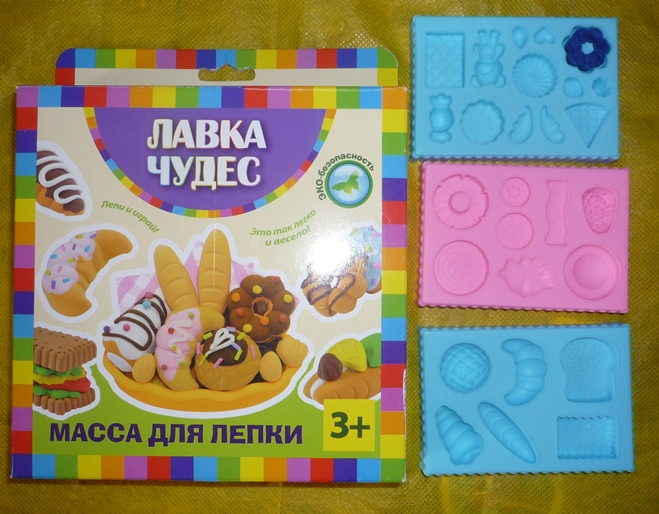 ЛАВКА
ЧУДЕС
ЭКО-безопасность
Лепи и играй!
Это так легко
и весело!
МАССА ДЛЯ ЛЕПКИ
3+